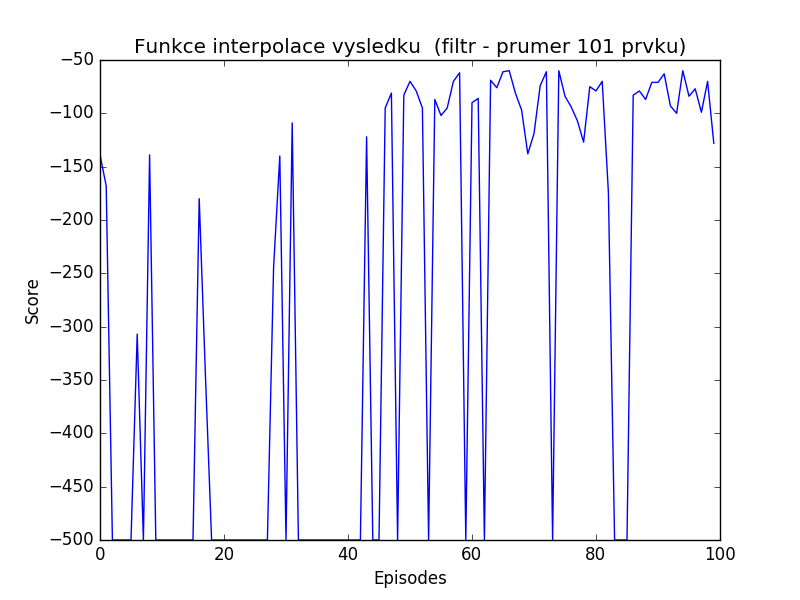 Funkce interpolace vysledku  (filtr - prumer 101 prvku)
−50
−100
−150
−200
−250
−300
−350
−400
−450
−500
Score
0 20 40 60 80 100
Episodes